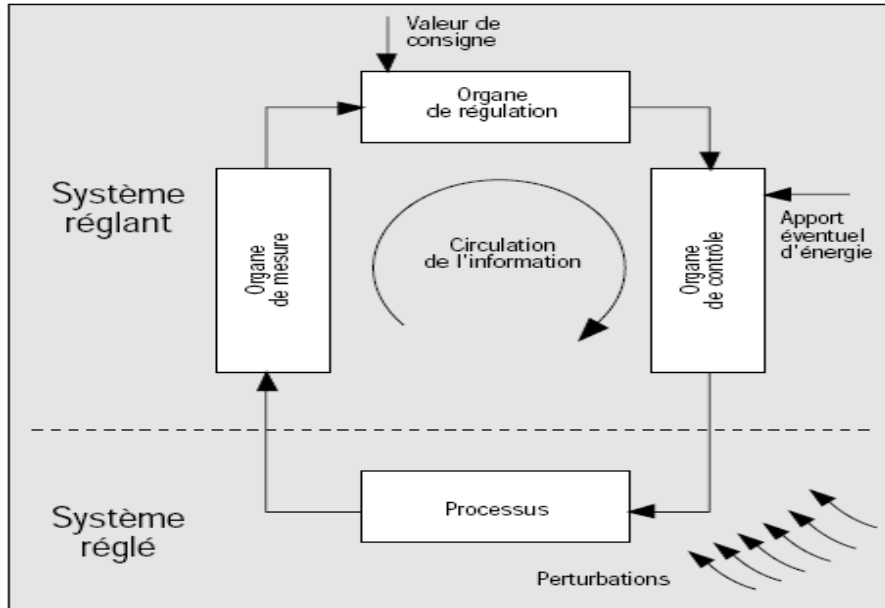 Valeur de
consigne
Organe
de régulation
Système
réglant
Organe
de mesure
Circulation
de l'information
Organe
de contrôle
Apport
éventuel
d'énergie
Système
réglé
Processus
Perturbations